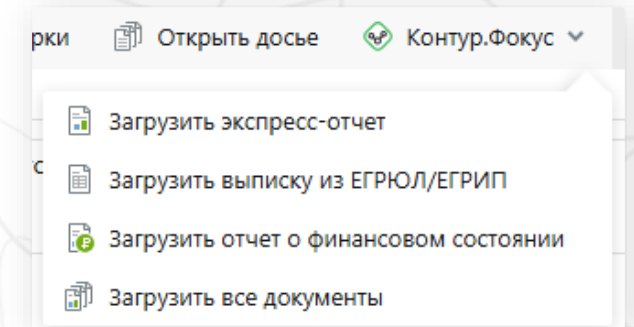 рки Открыть досье Контур.Фокус
Загрузить экспресс-отчет
Загрузить выписку из ЕГРЮЛ/ЕГРИП
Загрузить отчет о финансовом состоянии
Загрузить все документы